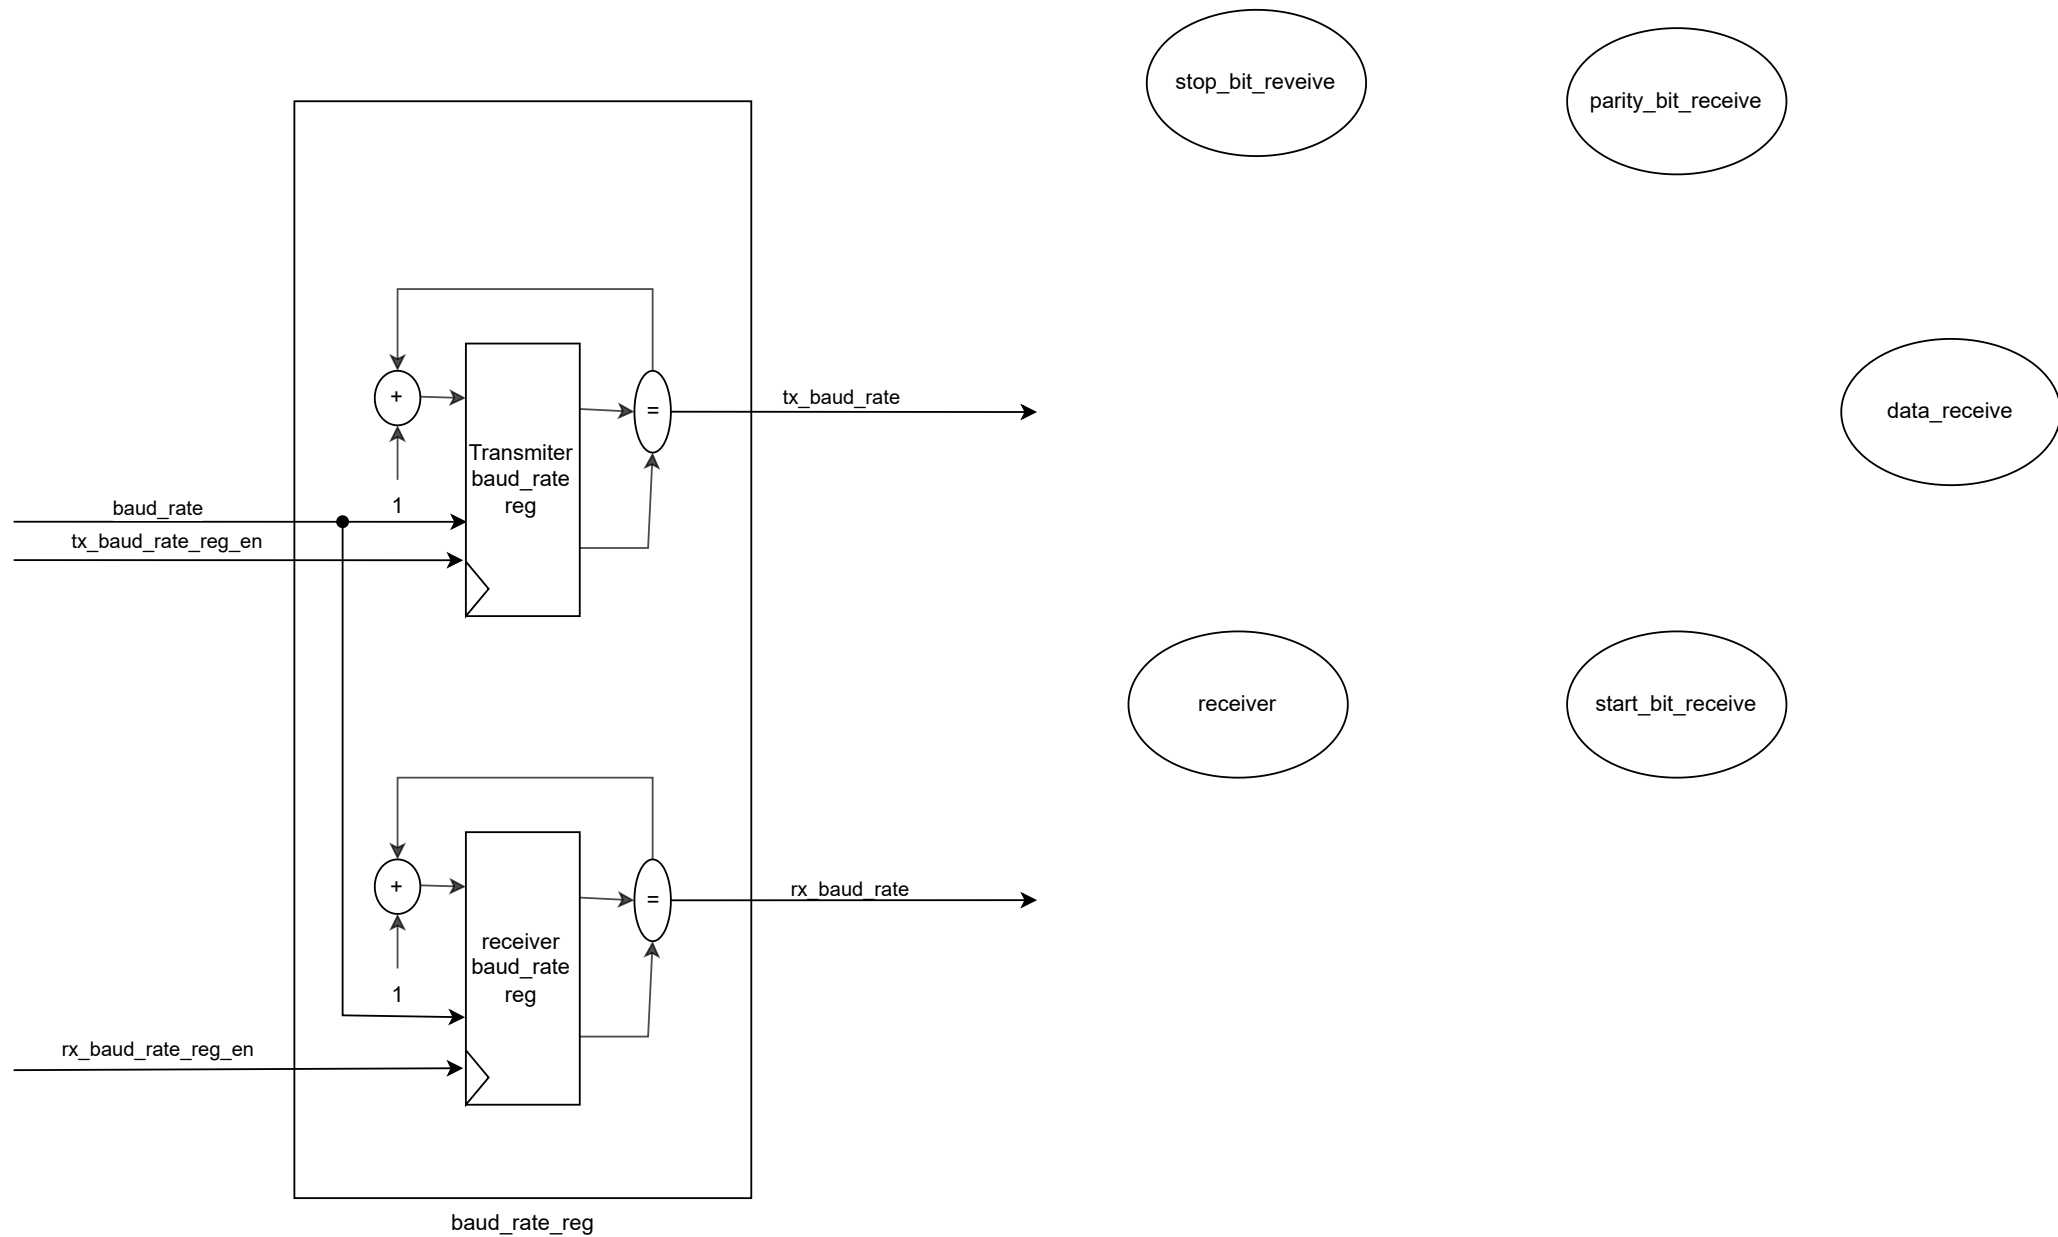 stop_bit_reveive
parity_bit_receive
tx_baud_rate
+
=
data_receive
Transmiter
baud_rate
reg
baud_rate
1
tx_baud_rate_reg_en
receiver
start_bit_receive
+
=
rx_baud_rate
receiver
baud_rate
reg
1
rx_baud_rate_reg_en
baud_rate_reg